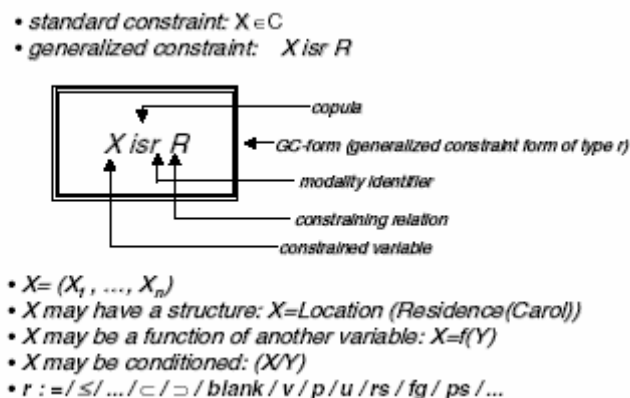 • standard constraint: X ∈ C
• generalized constraint: X isr R
copula
X isr R
GC-form (generalized constraint form of type r)
modality identifier
constraining relation
constrained variable
• X= (X₁ , ..., Xₙ)
• X may have a structure: X=Location (Residence(Carol))
• X may be a function of another variable: X=f(Y)
• X may be conditioned: (X/Y)
• r : = / ≤ / ... / ⊂ / ⊃ / blank / v / p / u / rs / fg / ps / ...